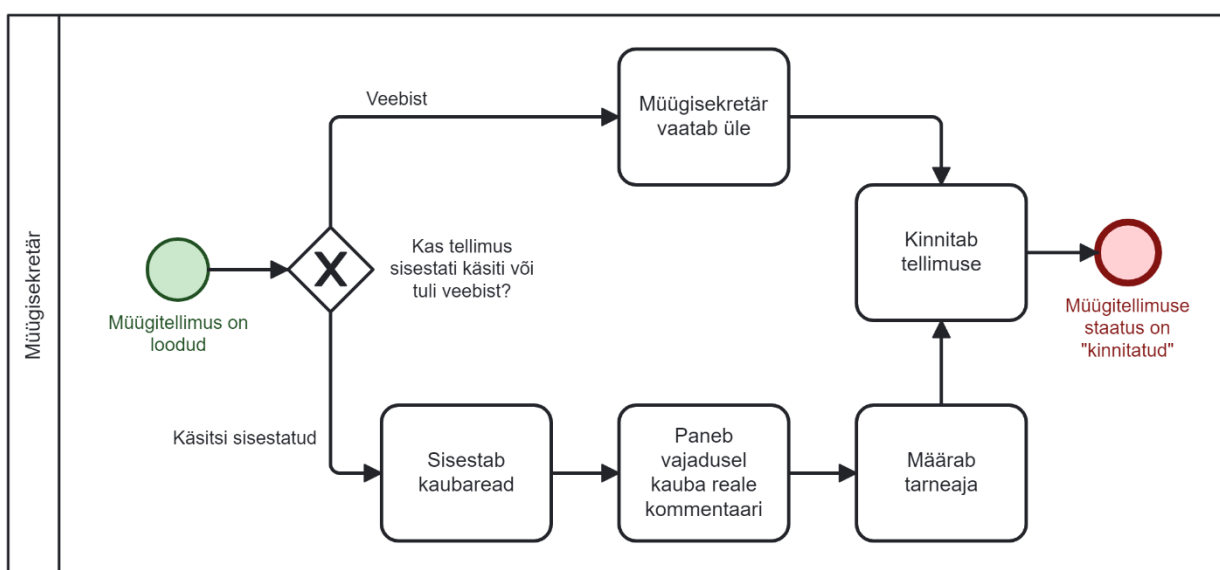 Müügisekretär
Müügitellimus on
loodud
Veebist
Kas tellimus
sisestati käsiti või
tuli veebist?
Käsitsi sisestatud
Müügisekretär
vaatab üle
Sisestab
kaubaread
Paneb
vajadusel
kauba reale
kommentaari
Määrab
tarneaja
Kinnitab
tellimuse
Müügitellimuse
staatus on
"kinnitatud"